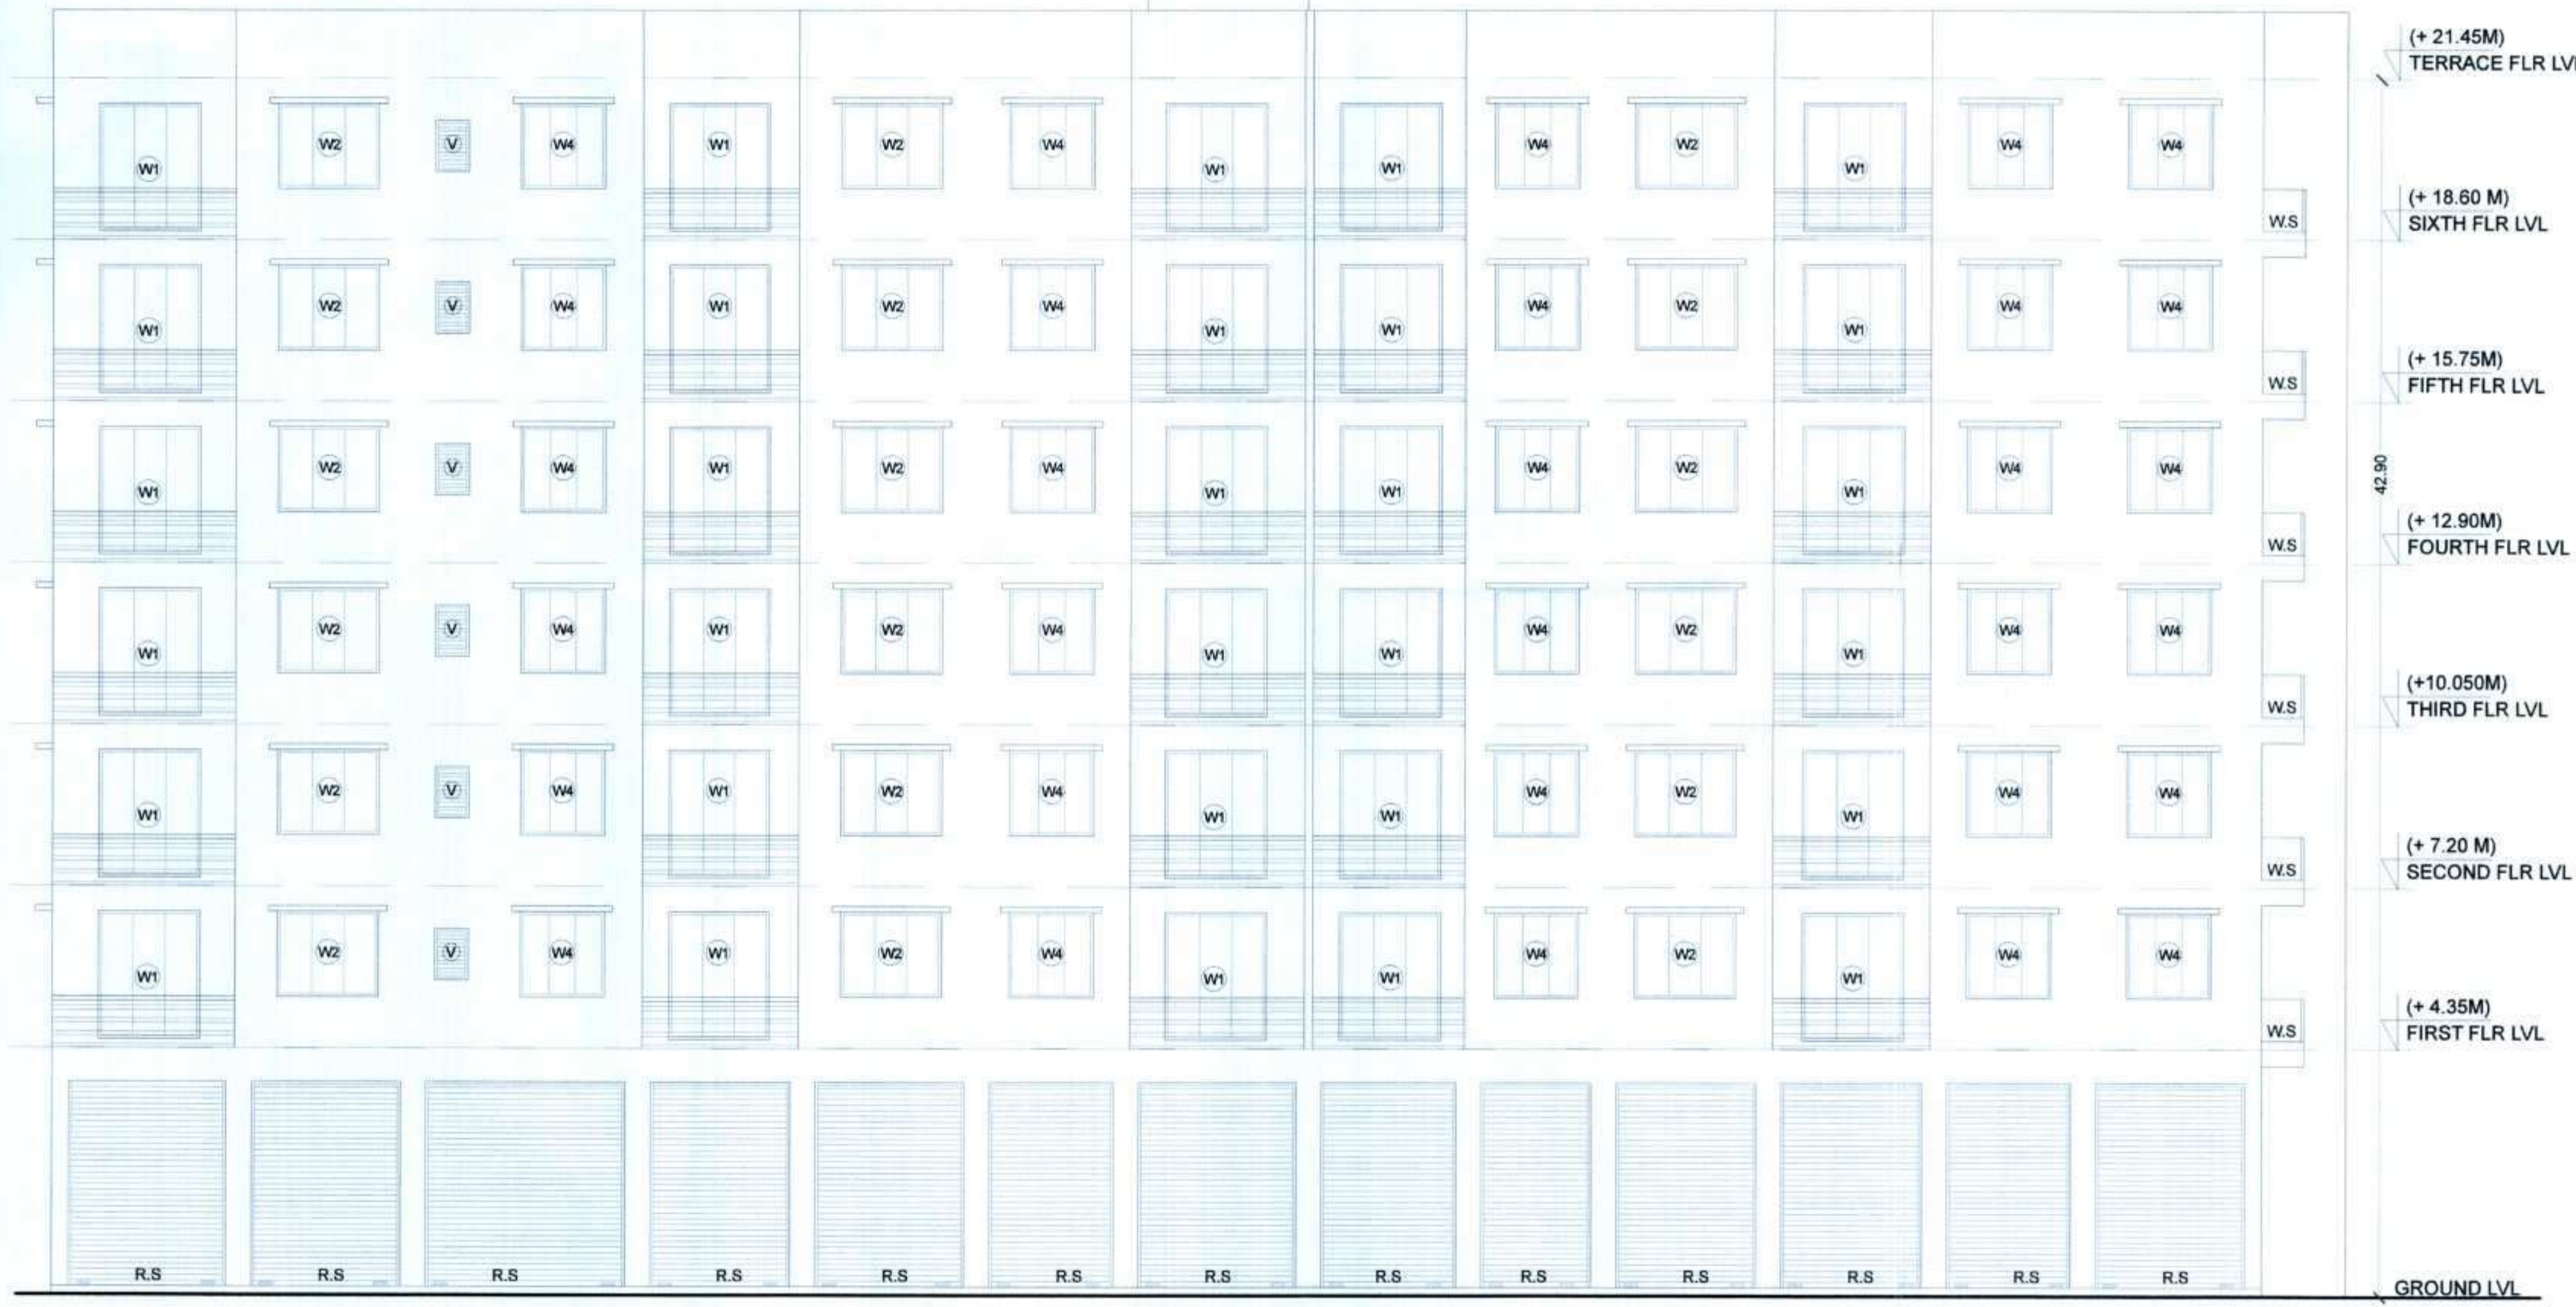 (+ 21.45M)
TERRACE FLR LVL
W1 W2 V W4 W1 W2 W4 W1 W1 W4 W2 W1 W4 W4
(+ 18.60 M)
W.S SIXTH FLR LVL
W1 W2 V W4 W1 W2 W4 W1 W1 W4 W2 W1 W4 W4
(+ 15.75M)
W.S FIFTH FLR LVL
W1 W2 V W4 W1 W2 W4 W1 W1 W4 W2 W1 W4 W4
42.90
(+ 12.90M)
W.S FOURTH FLR LVL
W1 W2 V W4 W1 W2 W4 W1 W1 W4 W2 W1 W4 W4
(+10.050M)
W.S THIRD FLR LVL
W1 W2 V W4 W1 W2 W4 W1 W1 W4 W2 W1 W4 W4
(+ 7.20 M)
W.S SECOND FLR LVL
W1 W2 V W4 W1 W2 W4 W1 W1 W4 W2 W1 W4 W4
(+ 4.35M)
W.S FIRST FLR LVL
R.S R.S R.S R.S R.S R.S R.S R.S R.S R.S R.S R.S R.S
GROUND LVL